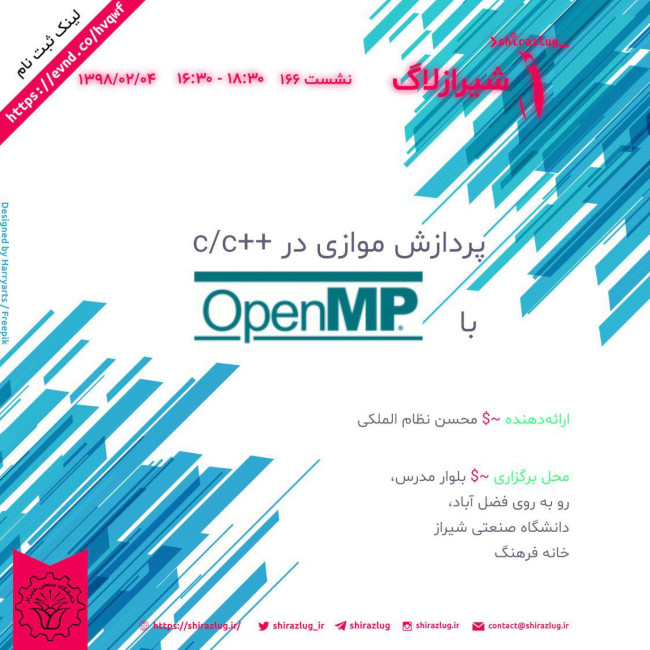 لینک ثبت نام
https://evnd.co/hvqwf
>shirazlug_
شیرازلاگ
نشست ۱۶۶ ۱۶:۳۰ - ۱۸:۳۰ ۱۳۹۸/۰۲/۰۴
پردازش موازی در c/c++
با OpenMP®
ارائه‌دهنده ~$ محسن نظام الملکی
محل برگزاری ~$ بلوار مدرس،
رو به روی فضل آباد،
دانشگاه صنعتی شیراز
خانه فرهنگ
Designed by Harryarts / Freepik
https://shirazlug.ir/ shirazlug_ir shirazlug shirazlug.ir contact@shirazlug.ir